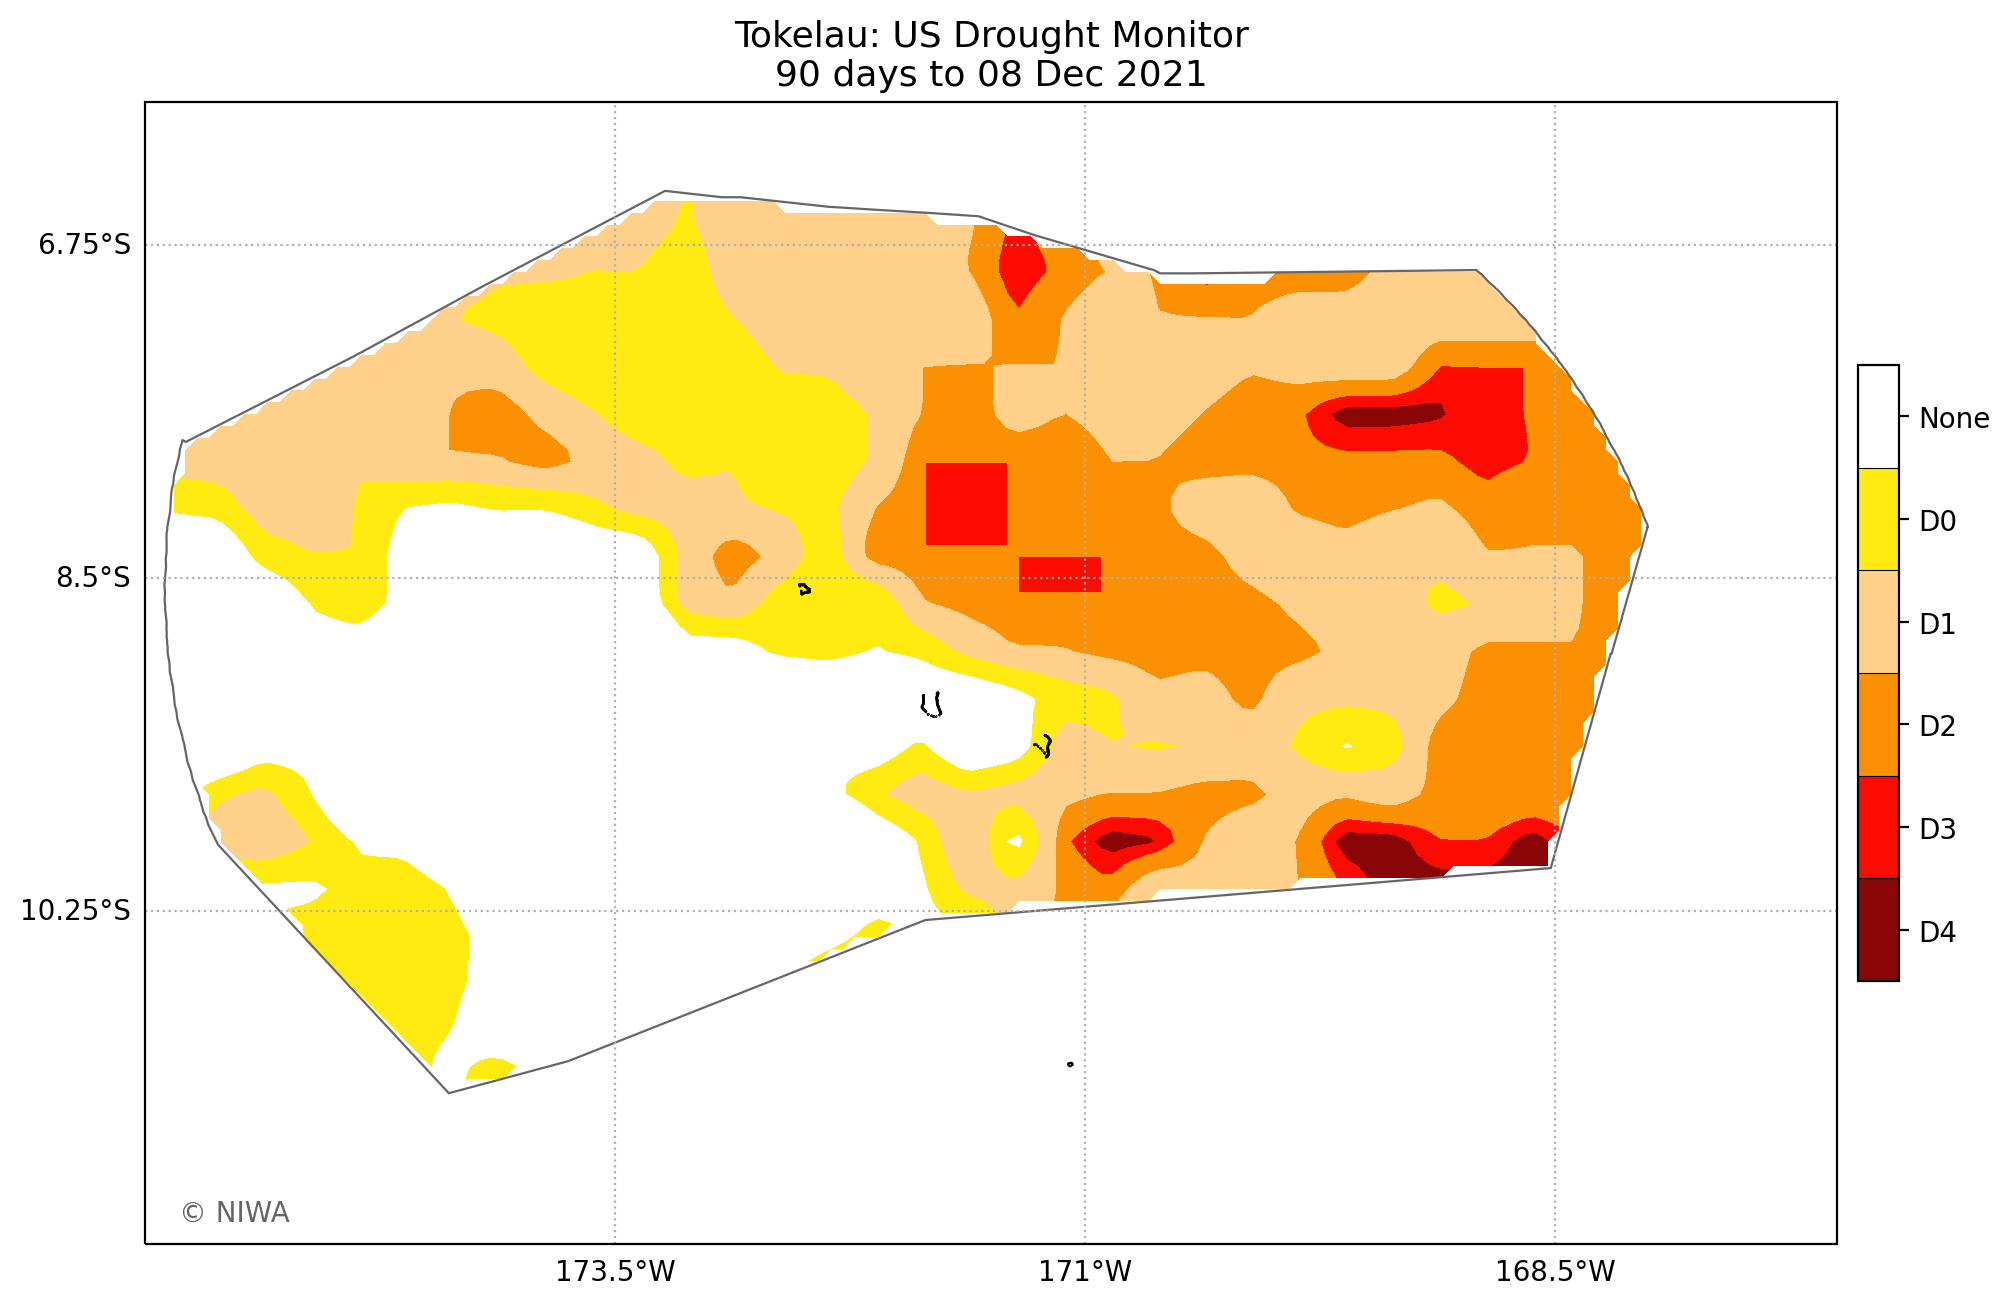 Tokelau: US Drought Monitor
90 days to 08 Dec 2021
6.75°S
8.5°S
10.25°S
173.5°W
171°W
168.5°W
None
D0
D1
D2
D3
D4
© NIWA